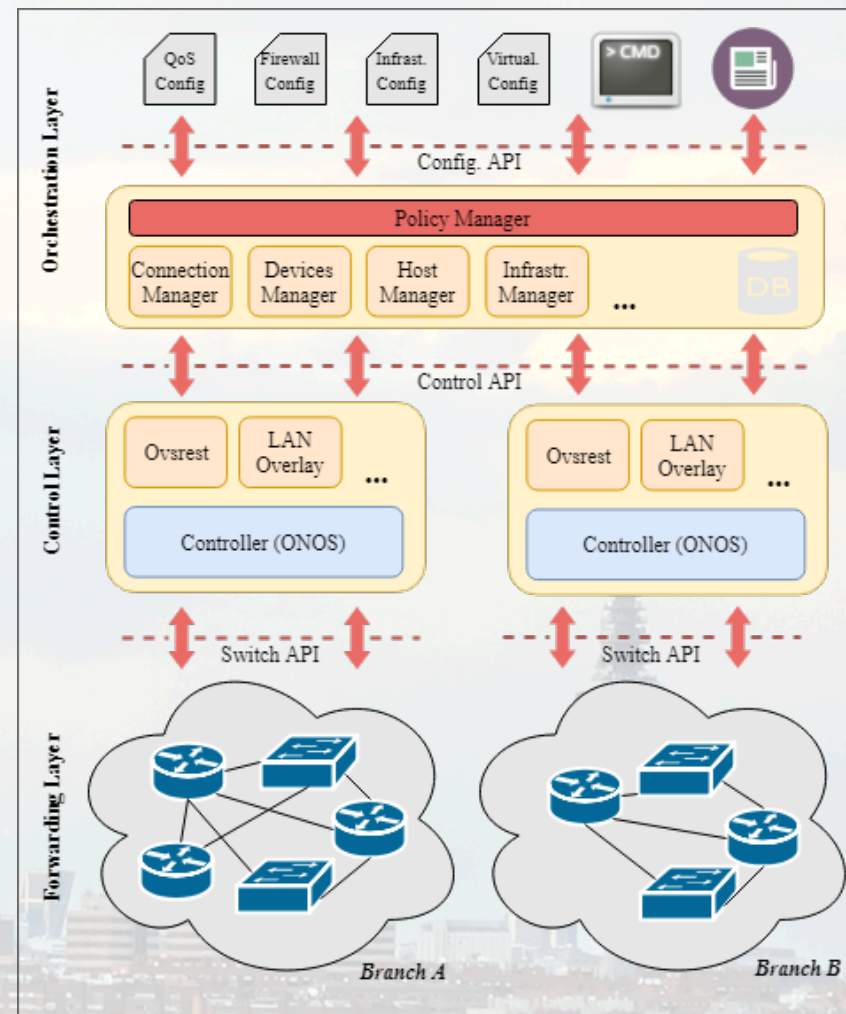 QoS
Config
Firewall
Config
Infrast.
Config
Virtual.
Config
> CMD
Config. API
Orchestration Layer
Policy Manager
Connection
Manager
Devices
Manager
Host
Manager
Infrastr.
Manager
...
DB
Control API
Control Layer
Ovsrest
LAN
Overlay
...
Controller (ONOS)
Ovsrest
LAN
Overlay
...
Controller (ONOS)
Switch API
Switch API
Forwarding Layer
Branch A
Branch B